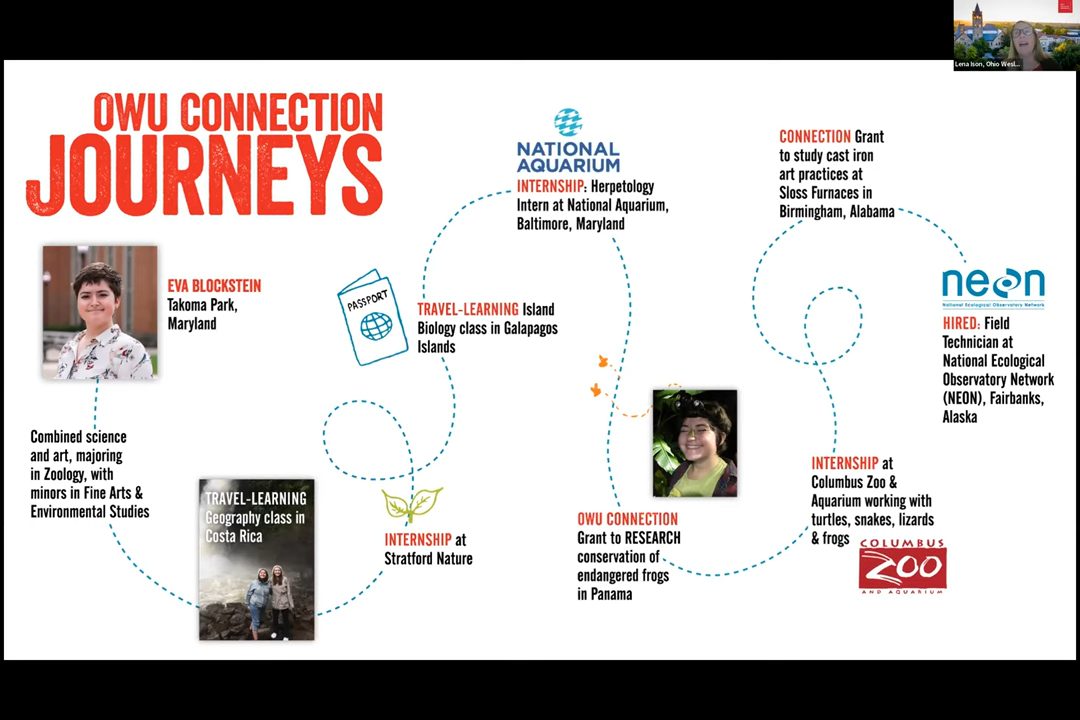 Lena Ison, Ohio Wesl...
OWU CONNECTION
JOURNEYS
EVA BLOCKSTEIN
Takoma Park,
Maryland
Combined science
and art, majoring
in Zoology, with
minors in Fine Arts &
Environmental Studies
TRAVEL-LEARNING
Geography class in
Costa Rica
INTERNSHIP at
Stratford Nature
PASSPORT
TRAVEL-LEARNING Island
Biology class in Galapagos
Islands
NATIONAL
AQUARIUM
INTERNSHIP: Herpetology
Intern at National Aquarium,
Baltimore, Maryland
OWU CONNECTION
Grant to RESEARCH
conservation of
endangered frogs
in Panama
INTERNSHIP at
Columbus Zoo &
Aquarium working with
turtles, snakes, lizards
& frogs
COLUMBUS
ZOO
AND AQUARIUM
CONNECTION Grant
to study cast iron
art practices at
Sloss Furnaces in
Birmingham, Alabama
neon
National Ecological Observatory Network
HIRED: Field
Technician at
National Ecological
Observatory Network
(NEON), Fairbanks,
Alaska